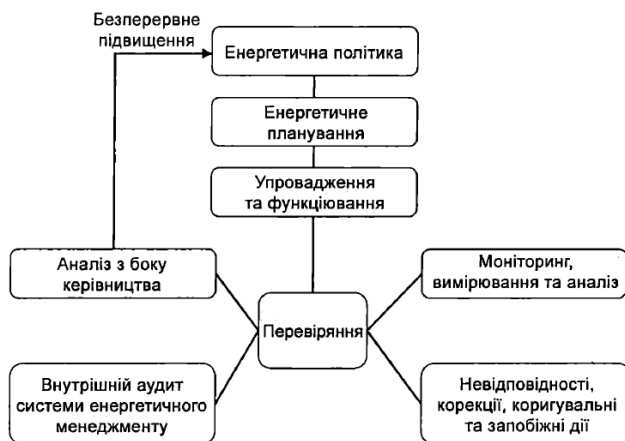 Безперервне
підвищення
Енергетична політика
Енергетичне
планування
Упровадження
та функціювання
Аналіз з боку
керівництва
Моніторинг,
вимірювання та аналіз
Перевіряння
Внутрішній аудит
системи енергетичного
менеджменту
Невідповідності,
корекції, коригувальні
та запобіжні дії